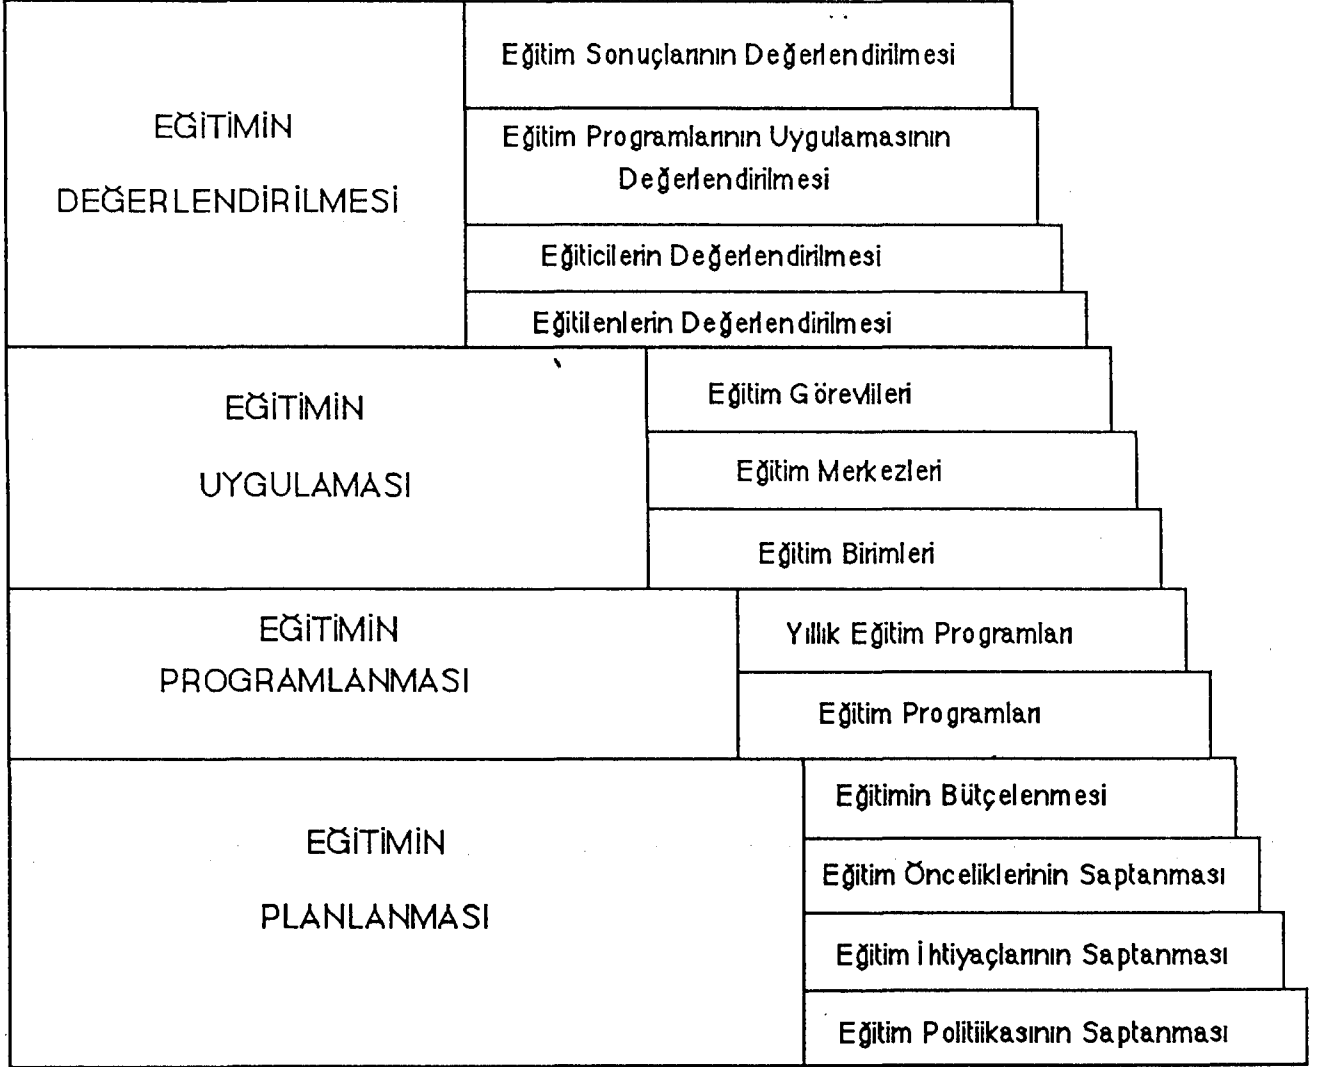 EĞİTİMİN
DEĞERLENDİRİLMESİ
Eğitim Sonuçlarının Değerlendirilmesi
Eğitim Programlarının Uygulamasının
Değerlendirilmesi
Eğiticilerin Değerlendirilmesi
Eğitilenlerin Değerlendirilmesi
EĞİTİMİN
UYGULAMASI
Eğitim Görevlileri
Eğitim Merkezleri
Eğitim Birimleri
EĞİTİMİN
PROGRAMLANMASI
Yıllık Eğitim Programları
Eğitim Programları
EĞİTİMİN
PLANLANMASI
Eğitimin Bütçelenmesi
Eğitim Önceliklerinin Saptanması
Eğitim İhtiyaçlarının Saptanması
Eğitim Politiikasının Saptanması